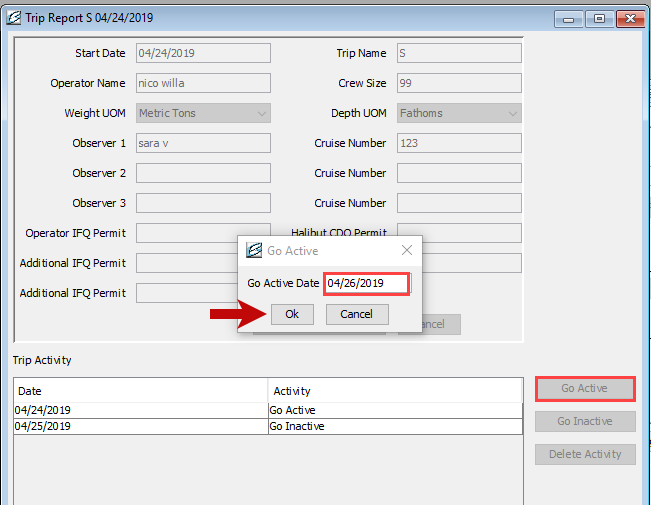 Trip Report S 04/24/2019
Start Date 04/24/2019 Trip Name S
Operator Name nico willa Crew Size 99
Weight UOM Metric Tons Depth UOM Fathoms
Observer 1 sara v Cruise Number 123
Observer 2 Cruise Number
Observer 3 Cruise Number
Operator IFQ Permit Halibut CDQ Permit
Additional IFQ Permit
Additional IFQ Permit
Go Active
Go Active Date 04/26/2019
Ok Cancel
Trip Activity
Date Activity
04/24/2019 Go Active
04/25/2019 Go Inactive
Go Active
Go Inactive
Delete Activity